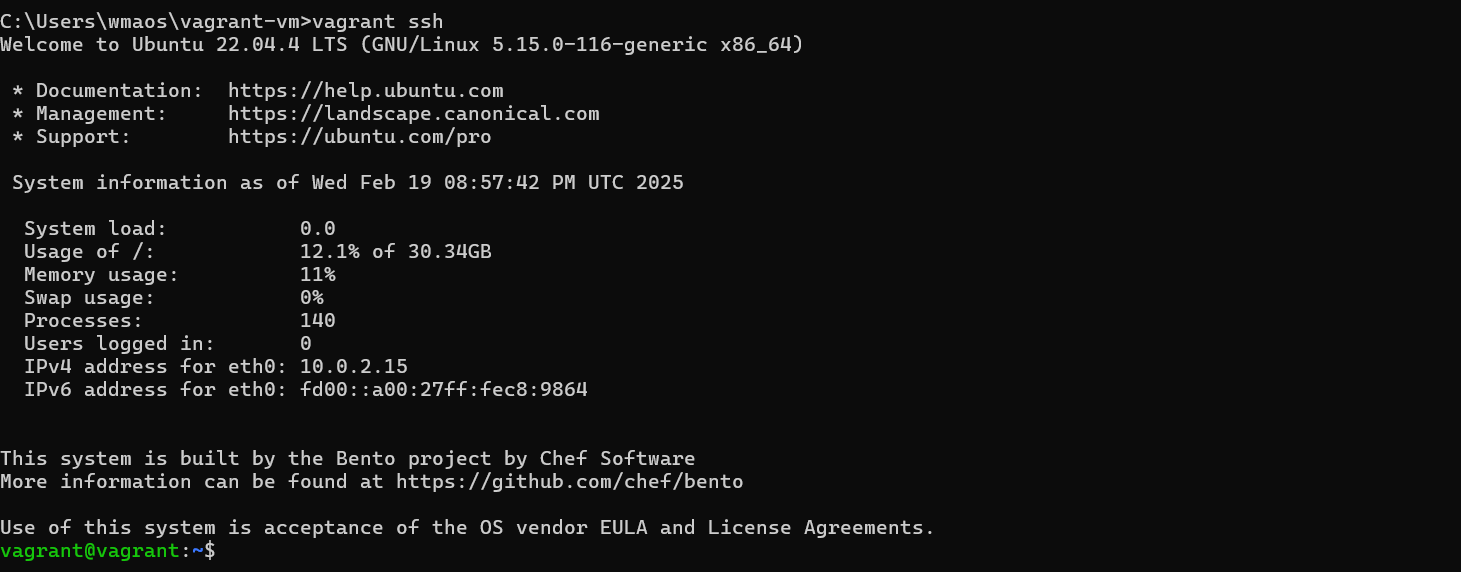 C:\Users\wmaos\vagrant-vm>vagrant ssh
Welcome to Ubuntu 22.04.4 LTS (GNU/Linux 5.15.0-116-generic x86_64)

 * Documentation:  https://help.ubuntu.com
 * Management:     https://landscape.canonical.com
 * Support:        https://ubuntu.com/pro

 System information as of Wed Feb 19 08:57:42 PM UTC 2025

  System load:           0.0
  Usage of /:            12.1% of 30.34GB
  Memory usage:          11%
  Swap usage:            0%
  Processes:             140
  Users logged in:       0
  IPv4 address for eth0: 10.0.2.15
  IPv6 address for eth0: fd00::a00:27ff:fec8:9864


This system is built by the Bento project by Chef Software
More information can be found at https://github.com/chef/bento

Use of this system is acceptance of the OS vendor EULA and License Agreements.
vagrant@vagrant:~$